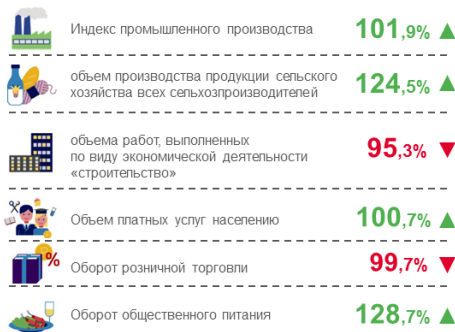 Индекс промышленного производства
101,9%
объем производства продукции сельского
хозяйства всех сельхозпроизводителей
124,5%
объема работ, выполненных
по виду экономической деятельности
«строительство»
95,3%
Объем платных услуг населению
100,7%
%
Оборот розничной торговли
99,7%
Оборот общественного питания
128,7%